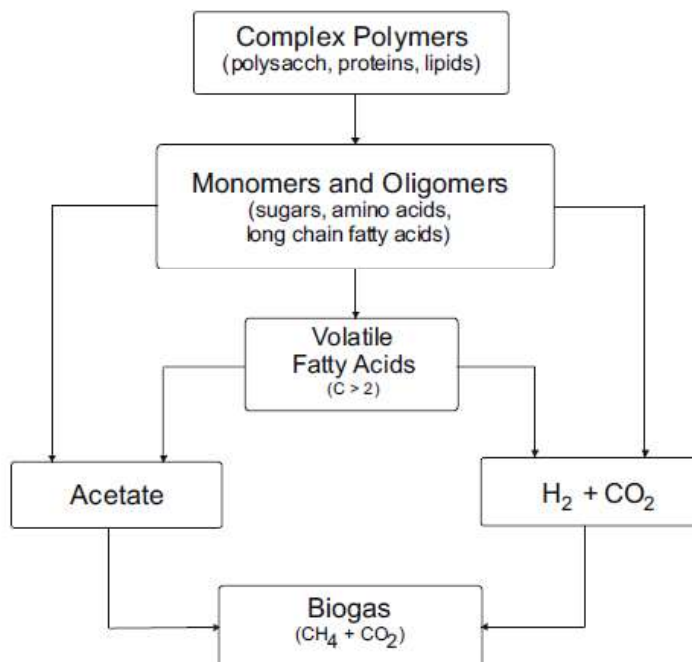 Complex Polymers
(polysacch, proteins, lipids)
Monomers and Oligomers
(sugars, amino acids,
long chain fatty acids)
Volatile
Fatty Acids
(C > 2)
Acetate
H₂ + CO₂
Biogas
(CH₄ + CO₂)